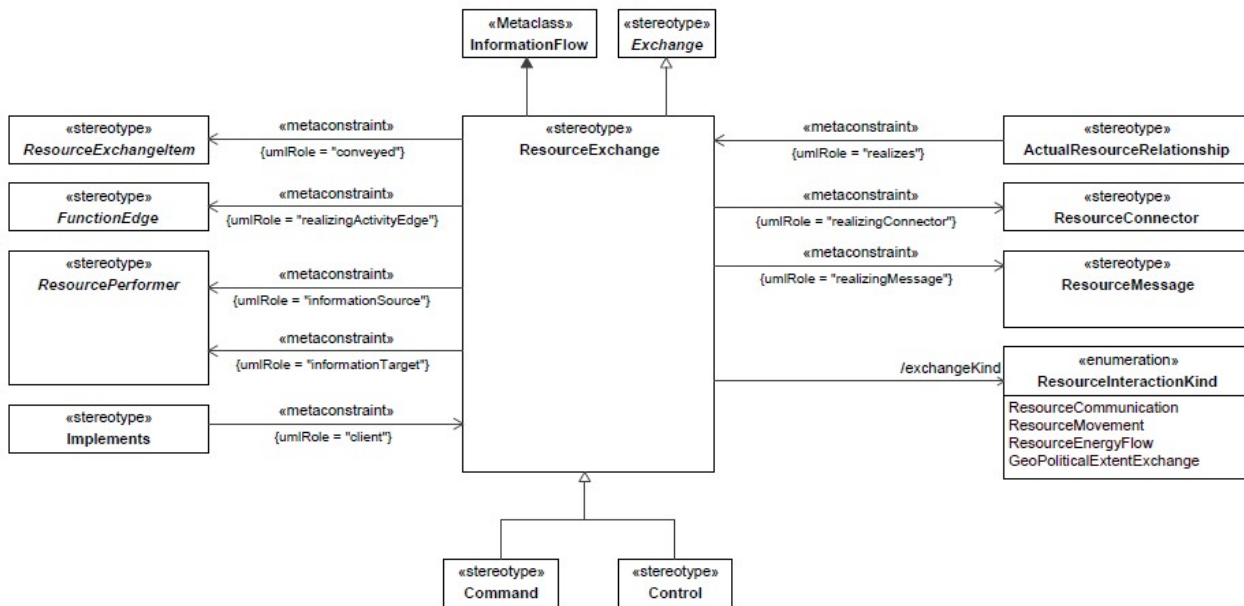 «Metaclass»
InformationFlow
«stereotype»
Exchange
«stereotype»
ResourceExchange
«stereotype»
ResourceExchangeItem
«metaconstraint»
{umlRole = "conveyed"}
«stereotype»
FunctionEdge
«metaconstraint»
{umlRole = "realizingActivityEdge"}
«stereotype»
ResourcePerformer
«metaconstraint»
{umlRole = "informationSource"}
«metaconstraint»
{umlRole = "informationTarget"}
«stereotype»
Implements
«metaconstraint»
{umlRole = "client"}
«metaconstraint»
{umlRole = "realizes"}
«stereotype»
ActualResourceRelationship
«metaconstraint»
{umlRole = "realizingConnector"}
«stereotype»
ResourceConnector
«metaconstraint»
{umlRole = "realizingMessage"}
«stereotype»
ResourceMessage
/exchangeKind
«enumeration»
ResourceInteractionKind
ResourceCommunication
ResourceMovement
ResourceEnergyFlow
GeoPoliticalExtentExchange
«stereotype»
Command
«stereotype»
Control